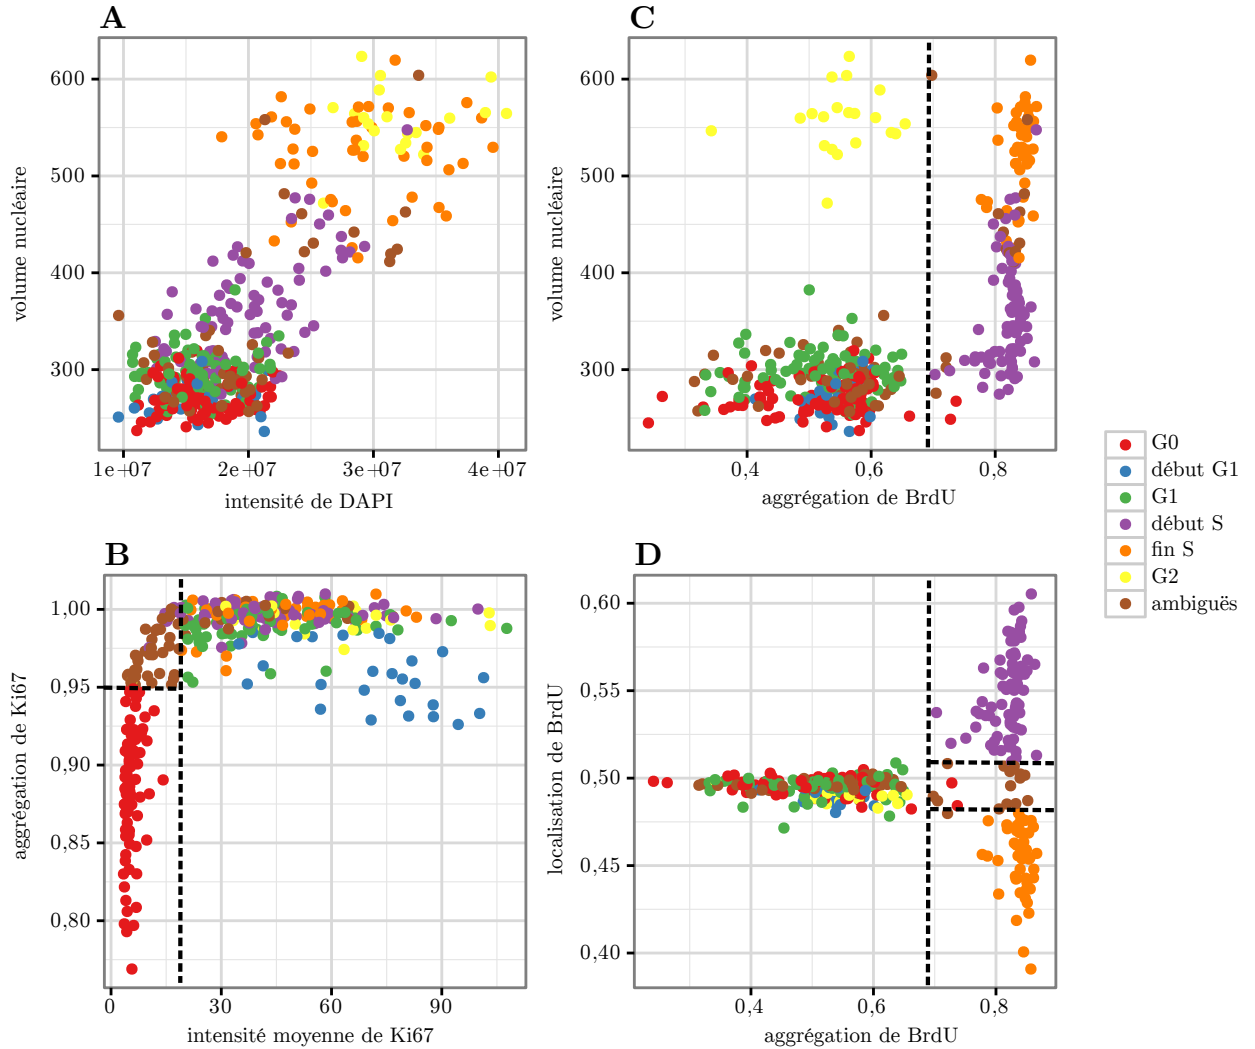 A
volume nucléaire
600
500
400
300
1e+07
2e+07
3e+07
4e+07
intensité de DAPI
C
volume nucléaire
600
500
400
300
0,4
0,6
0,8
aggrégation de BrdU
G0
début G1
G1
début S
fin S
G2
ambiguës
B
aggrégation de Ki67
1,00
0,95
0,90
0,85
0,80
0
30
60
90
intensité moyenne de Ki67
D
localisation de BrdU
0,60
0,55
0,50
0,45
0,40
0,4
0,6
0,8
aggrégation de BrdU